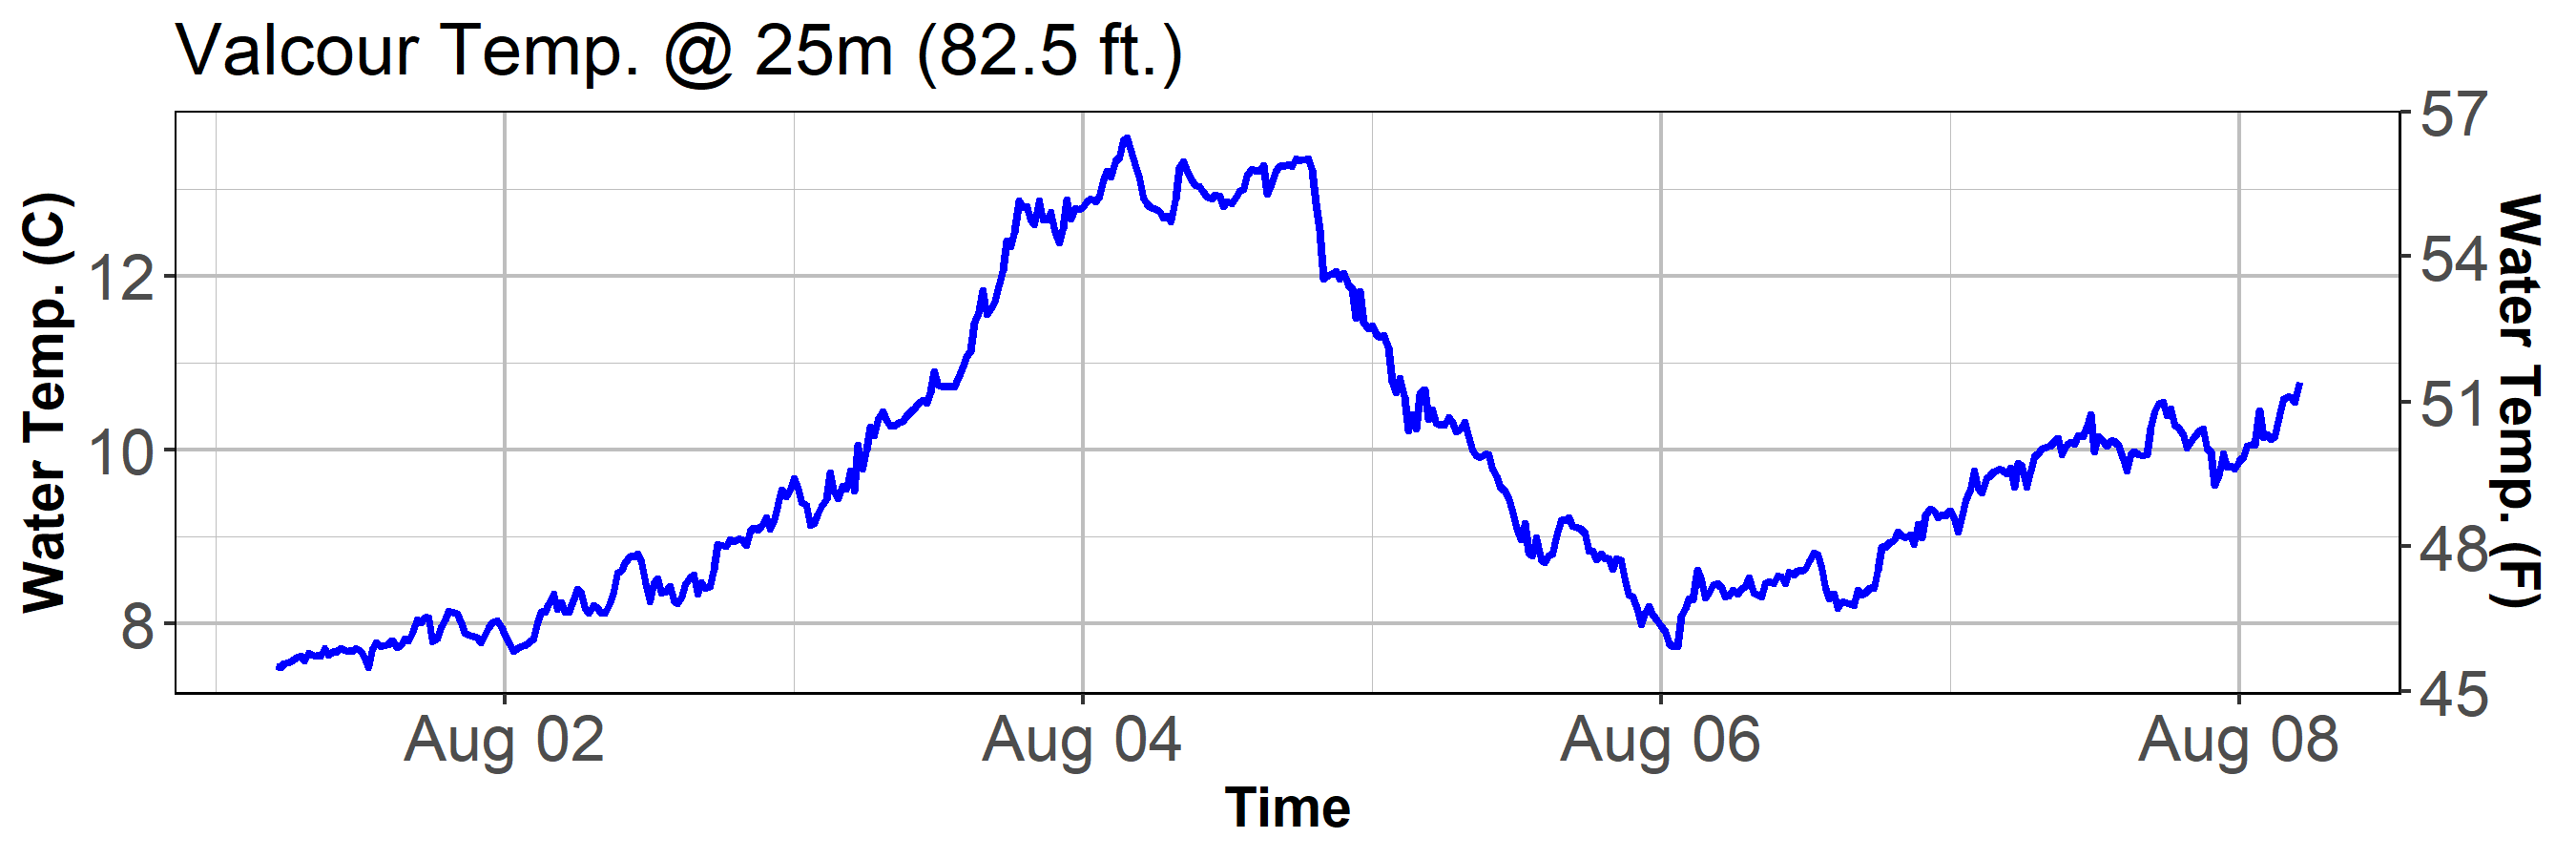 Valcour Temp. @ 25m (82.5 ft.)
Water Temp. (C)
12
10
8
57
54
51
48
45
Water Temp. (F)
Aug 02 Aug 04 Aug 06 Aug 08
Time